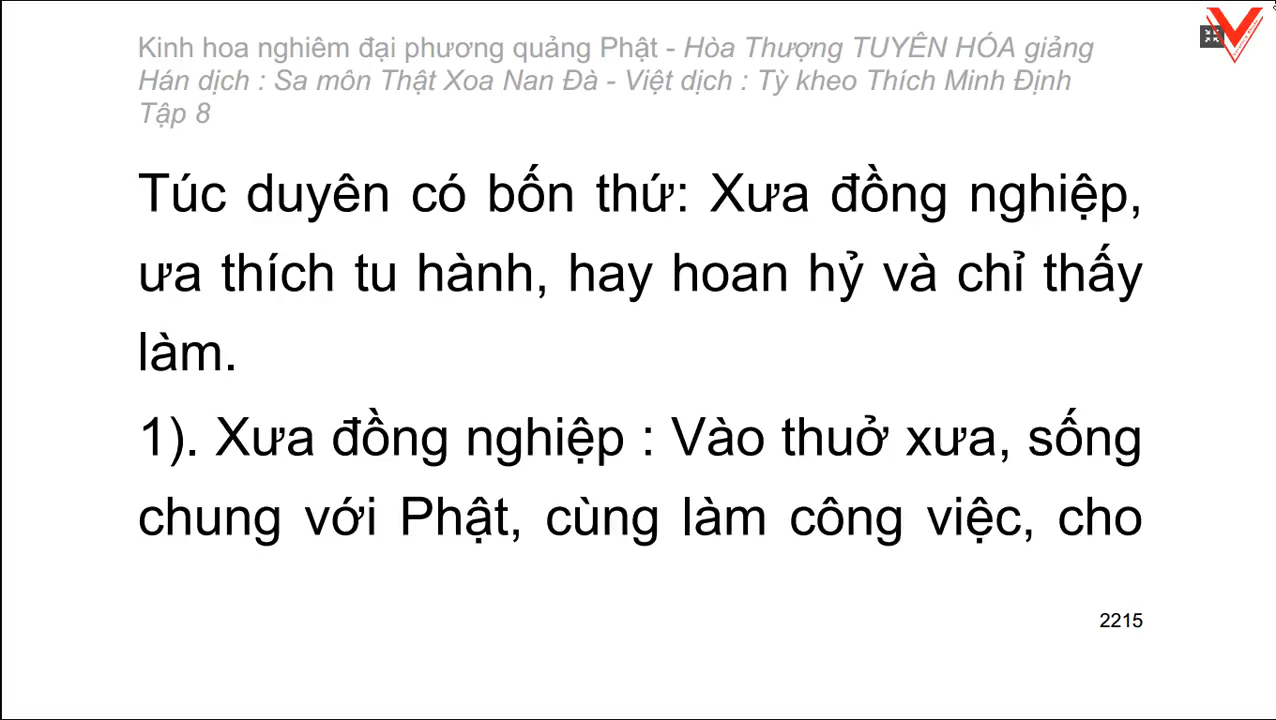 Kinh hoa nghiêm đại phương quảng Phật - Hòa Thượng TUYÊN HÓA giảng
Hán dịch : Sa môn Thật Xoa Nan Đà - Việt dịch : Tỳ kheo Thích Minh Định
Tập 8
Túc duyên có bốn thứ: Xưa đồng nghiệp,
ưa thích tu hành, hay hoan hỷ và chỉ thấy
làm.
1). Xưa đồng nghiệp : Vào thuở xưa, sống
chung với Phật, cùng làm công việc, cho
2215